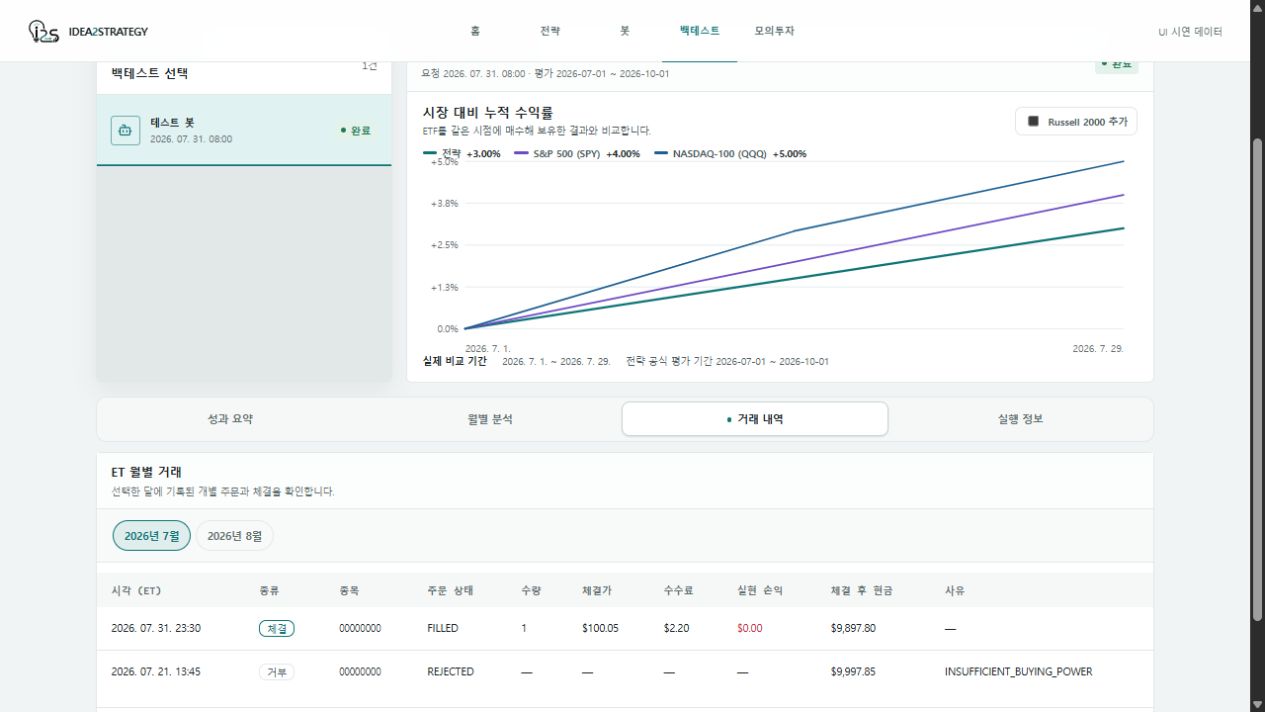 i2s IDEA2STRATEGY 홈 전략 봇 백테스트 모의투자 UI 시연 데이터
백테스트 선택 1건
테스트 봇
2026. 07. 31. 08:00
완료
요청 2026. 07. 31. 08:00 · 평가 2026-07-01 ~ 2026-10-01 완료
시장 대비 누적 수익률
ETF를 같은 시점에 매수해 보유한 결과와 비교합니다.
Russell 2000 추가
전략 +3.00% S&P 500 (SPY) +4.00% NASDAQ-100 (QQQ) +5.00%
+5.0%
+3.8%
+2.5%
+1.3%
0.0%
2026. 7. 1. 2026. 7. 29.
실제 비교 기간 2026. 7. 1. ~ 2026. 7. 29. 전략 공식 평가 기간 2026-07-01 ~ 2026-10-01
성과 요약 월별 분석 거래 내역 실행 정보
ET 월별 거래
선택한 달에 기록된 개별 주문과 체결을 확인합니다.
2026년 7월 2026년 8월
시각 (ET) 종류 종목 주문 상태 수량 체결가 수수료 실현 손익 체결 후 현금 사유
2026. 07. 31. 23:30 체결 00000000 FILLED 1 $100.05 $2.20 $0.00 $9,897.80 —
2026. 07. 21. 13:45 거부 00000000 REJECTED — — — — $9,997.85 INSUFFICIENT_BUYING_POWER